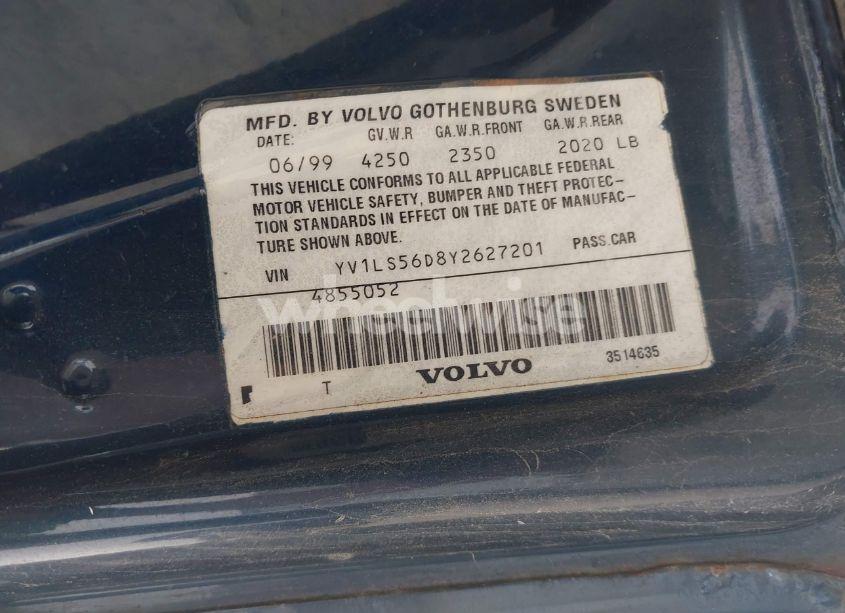 MFD. BY VOLVO GOTHENBURG SWEDEN
DATE: GV.W.R GA.W.R.FRONT GA.W.R.REAR
06/99 4250 2350 2020 LB
THIS VEHICLE CONFORMS TO ALL APPLICABLE FEDERAL
MOTOR VEHICLE SAFETY, BUMPER AND THEFT PROTEC-
TION STANDARDS IN EFFECT ON THE DATE OF MANUFAC-
TURE SHOWN ABOVE.
VIN YV1LS56D8Y2627201 PASS.CAR
4855052
wheelwise
T VOLVO 3514635